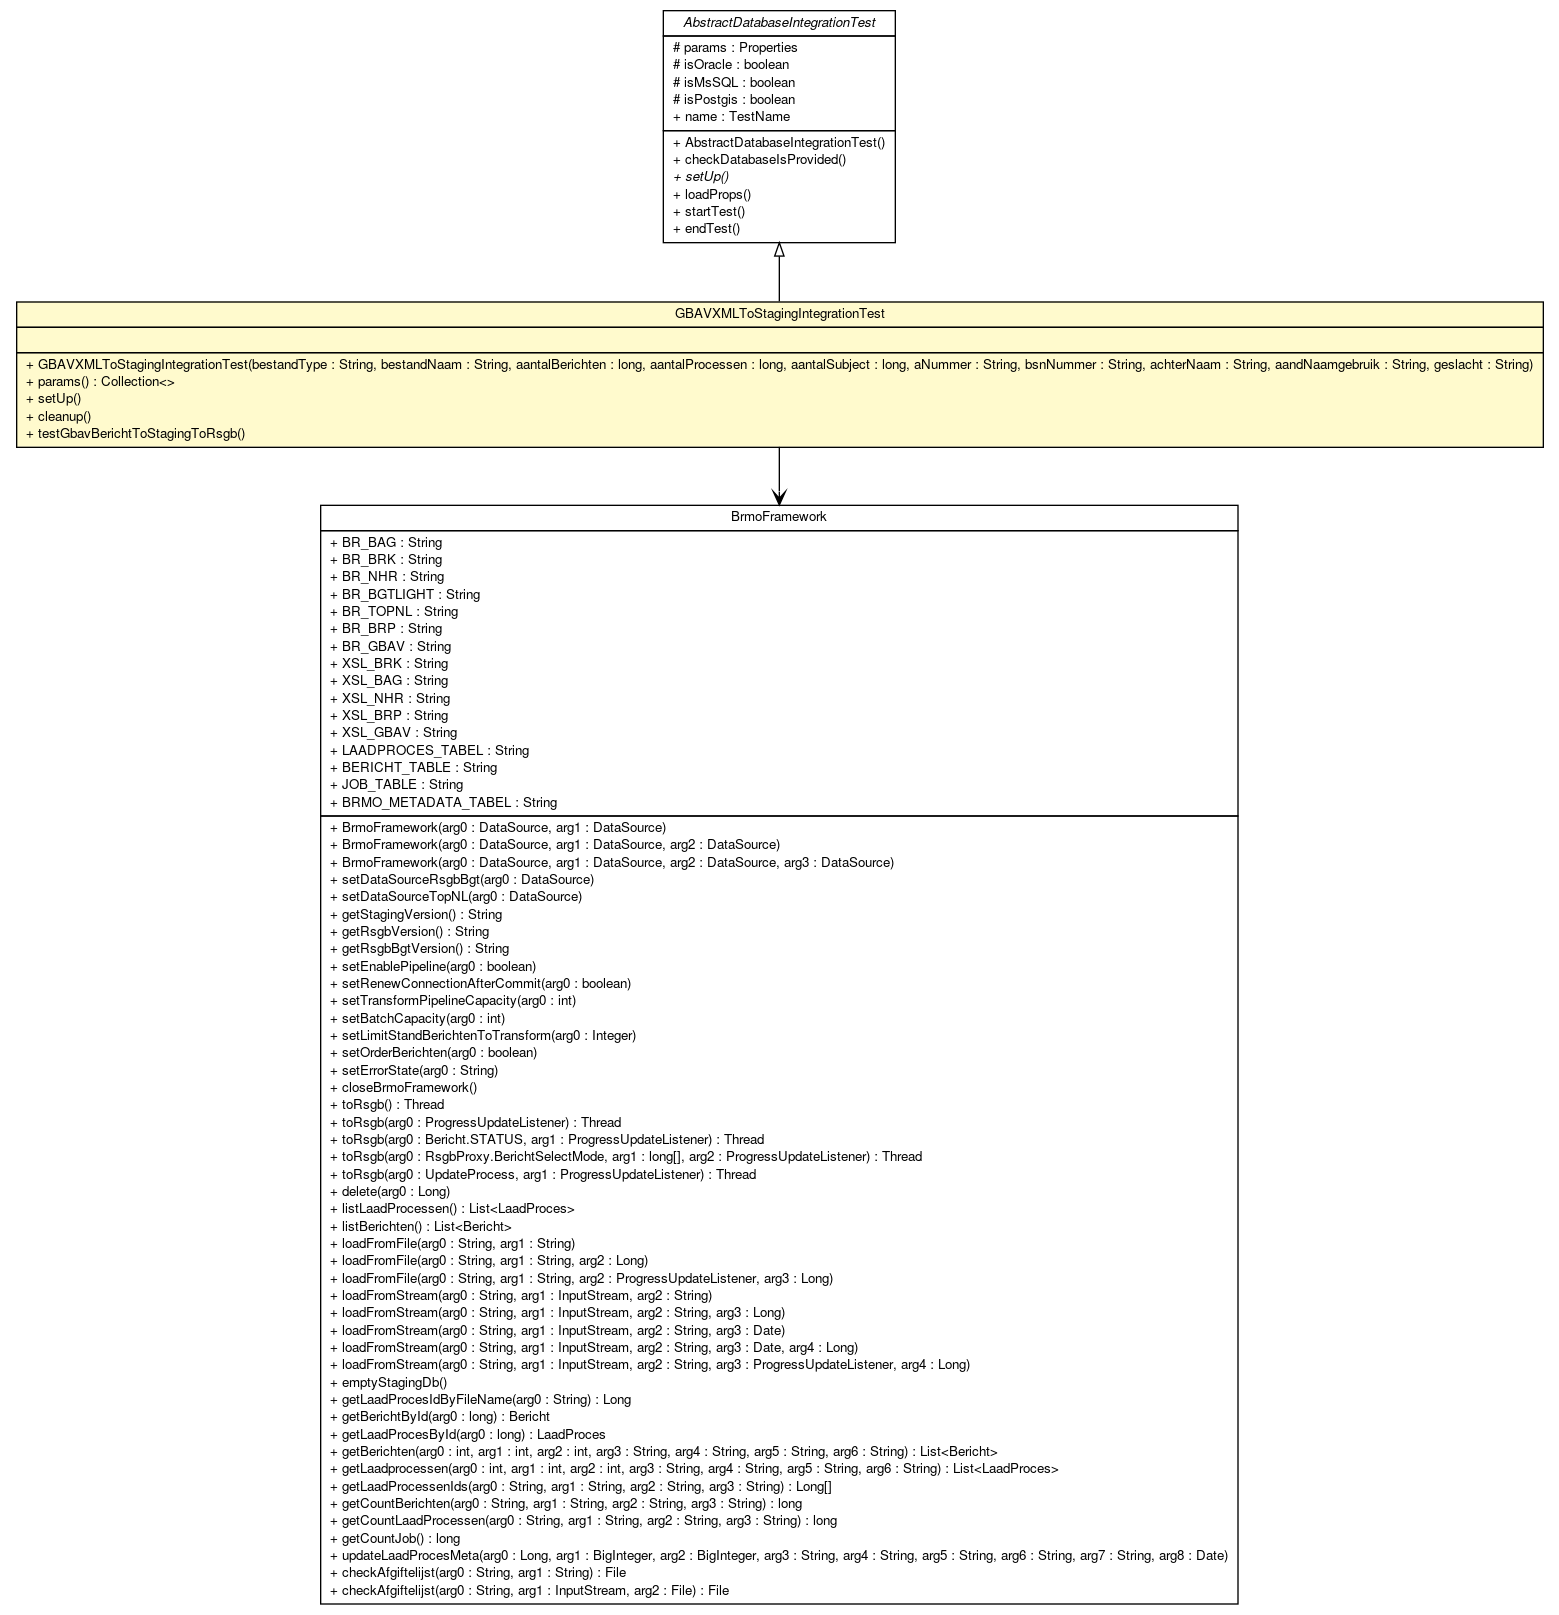 AbstractDatabaseIntegrationTest
# params : Properties
# isOracle : boolean
# isMsSQL : boolean
# isPostgis : boolean
+ name : TestName
+ AbstractDatabaseIntegrationTest()
+ checkDatabaseIsProvided()
+ setUp()
+ loadProps()
+ startTest()
+ endTest()
GBAVXMLToStagingIntegrationTest
+ GBAVXMLToStagingIntegrationTest(bestandType : String, bestandNaam : String, aantalBerichten : long, aantalProcessen : long, aantalSubject : long, aNummer : String, bsnNummer : String, achterNaam : String, aandNaamgebruik : String, geslacht : String)
+ params() : Collection<>
+ setUp()
+ cleanup()
+ testGbavBerichtToStagingToRsgb()
BrmoFramework
+ BR_BAG : String
+ BR_BRK : String
+ BR_NHR : String
+ BR_BGTLIGHT : String
+ BR_TOPNL : String
+ BR_BRP : String
+ BR_GBAV : String
+ XSL_BRK : String
+ XSL_BAG : String
+ XSL_NHR : String
+ XSL_BRP : String
+ XSL_GBAV : String
+ LAADPROCES_TABEL : String
+ BERICHT_TABLE : String
+ JOB_TABLE : String
+ BRMO_METADATA_TABEL : String
+ BrmoFramework(arg0 : DataSource, arg1 : DataSource)
+ BrmoFramework(arg0 : DataSource, arg1 : DataSource, arg2 : DataSource)
+ BrmoFramework(arg0 : DataSource, arg1 : DataSource, arg2 : DataSource, arg3 : DataSource)
+ setDataSourceRsgbBgt(arg0 : DataSource)
+ setDataSourceTopNL(arg0 : DataSource)
+ getStagingVersion() : String
+ getRsgbVersion() : String
+ getRsgbBgtVersion() : String
+ setEnablePipeline(arg0 : boolean)
+ setRenewConnectionAfterCommit(arg0 : boolean)
+ setTransformPipelineCapacity(arg0 : int)
+ setBatchCapacity(arg0 : int)
+ setLimitStandBerichtenToTransform(arg0 : Integer)
+ setOrderBerichten(arg0 : boolean)
+ setErrorState(arg0 : String)
+ closeBrmoFramework()
+ toRsgb() : Thread
+ toRsgb(arg0 : ProgressUpdateListener) : Thread
+ toRsgb(arg0 : Bericht.STATUS, arg1 : ProgressUpdateListener) : Thread
+ toRsgb(arg0 : RsgbProxy.BerichtSelectMode, arg1 : long[], arg2 : ProgressUpdateListener) : Thread
+ toRsgb(arg0 : UpdateProcess, arg1 : ProgressUpdateListener) : Thread
+ delete(arg0 : Long)
+ listLaadProcessen() : List<LaadProces>
+ listBerichten() : List<Bericht>
+ loadFromFile(arg0 : String, arg1 : String)
+ loadFromFile(arg0 : String, arg1 : String, arg2 : Long)
+ loadFromFile(arg0 : String, arg1 : String, arg2 : ProgressUpdateListener, arg3 : Long)
+ loadFromStream(arg0 : String, arg1 : InputStream, arg2 : String)
+ loadFromStream(arg0 : String, arg1 : InputStream, arg2 : String, arg3 : Long)
+ loadFromStream(arg0 : String, arg1 : InputStream, arg2 : String, arg3 : Date)
+ loadFromStream(arg0 : String, arg1 : InputStream, arg2 : String, arg3 : Date, arg4 : Long)
+ loadFromStream(arg0 : String, arg1 : InputStream, arg2 : String, arg3 : ProgressUpdateListener, arg4 : Long)
+ emptyStagingDb()
+ getLaadProcesIdByFileName(arg0 : String) : Long
+ getBerichtById(arg0 : long) : Bericht
+ getLaadProcesById(arg0 : long) : LaadProces
+ getBerichten(arg0 : int, arg1 : int, arg2 : int, arg3 : String, arg4 : String, arg5 : String, arg6 : String) : List<Bericht>
+ getLaadprocessen(arg0 : int, arg1 : int, arg2 : int, arg3 : String, arg4 : String, arg5 : String, arg6 : String) : List<LaadProces>
+ getLaadProcessenIds(arg0 : String, arg1 : String, arg2 : String, arg3 : String) : Long[]
+ getCountBerichten(arg0 : String, arg1 : String, arg2 : String, arg3 : String) : long
+ getCountLaadProcessen(arg0 : String, arg1 : String, arg2 : String, arg3 : String) : long
+ getCountJob() : long
+ updateLaadProcesMeta(arg0 : Long, arg1 : BigInteger, arg2 : BigInteger, arg3 : String, arg4 : String, arg5 : String, arg6 : String, arg7 : String, arg8 : Date)
+ checkAfgiftelijst(arg0 : String, arg1 : String) : File
+ checkAfgiftelijst(arg0 : String, arg1 : InputStream, arg2 : File) : File